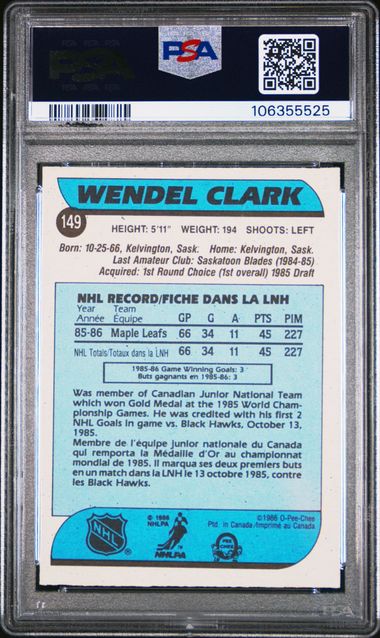 PSA
PSA
106355525
WENDEL CLARK
149
HEIGHT: 5'11" WEIGHT: 194 SHOOTS: LEFT
Born: 10-25-66, Kelvington, Sask. Home: Kelvington, Sask.
Last Amateur Club: Saskatoon Blades (1984-85)
Acquired: 1st Round Choice (1st overall) 1985 Draft
NHL RECORD/FICHE DANS LA LNH
Year Team
Année Équipe GP G A PTS PIM
85-86 Maple Leafs 66 34 11 45 227
NHL Totals/Totaux dans la LNH 66 34 11 45 227
1985-86 Game Winning Goals: 3
Buts gagnants en 1985-86: 3
Was member of Canadian Junior National Team
which won Gold Medal at the 1985 World Cham-
pionship Games. He was credited with his first 2
NHL Goals in game vs. Black Hawks, October 13,
1985.
Membre de l'équipe junior nationale du Canada
qui remporta la Médaille d'Or au championnat
mondial de 1985. Il marqua ses deux premiers buts
en un match dans la LNH le 13 octobre 1985, contre
les Black Hawks.
© 1986
NHLPA
©1986 O-Pee-Chee
Ptd. in Canada/Imprimé au Canada
NHL
NHLPA
O
PEE
CHEE